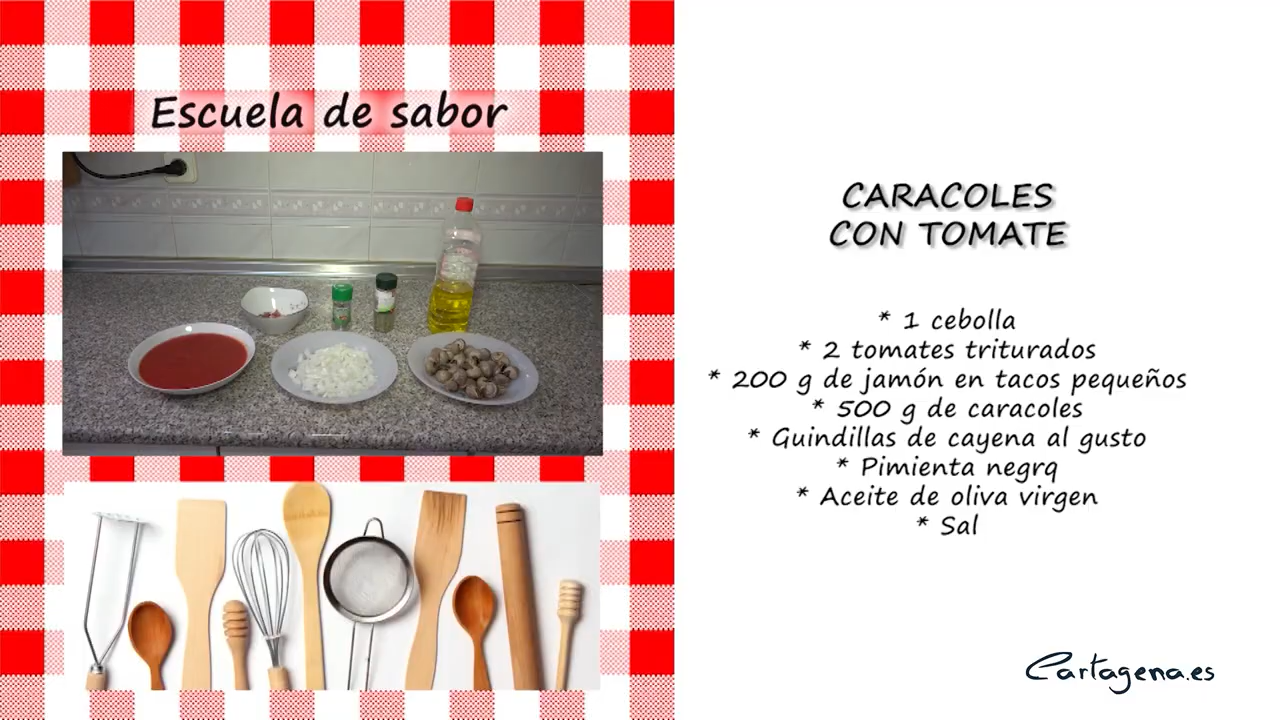 Escuela de sabor
CARACOLES
CON TOMATE
* 1 cebolla
* 2 tomates triturados
* 200 g de jamón en tacos pequeños
* 500 g de caracoles
* Guindillas de cayena al gusto
* Pimienta negrq
* Aceite de oliva virgen
* Sal
Cartagena.es